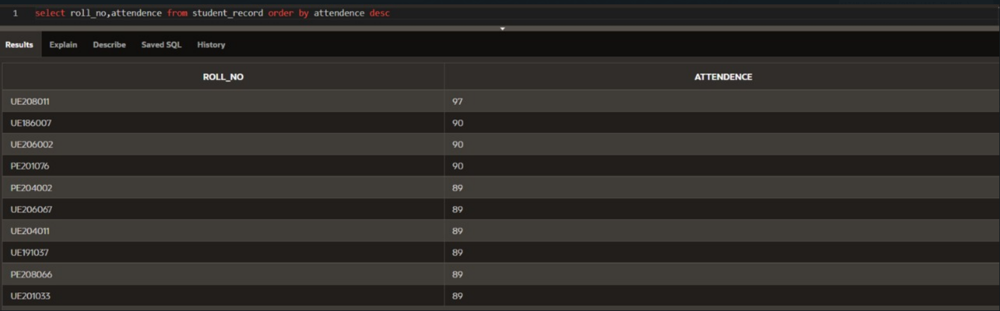 1 select roll_no,attendence from student_record order by attendence desc
Results Explain Describe Saved SQL History
ROLL_NO ATTENDENCE
UE208011 97
UE186007 90
UE206002 90
PE201076 90
PE204002 89
UE206067 89
UE204011 89
UE191037 89
PE208066 89
UE201033 89